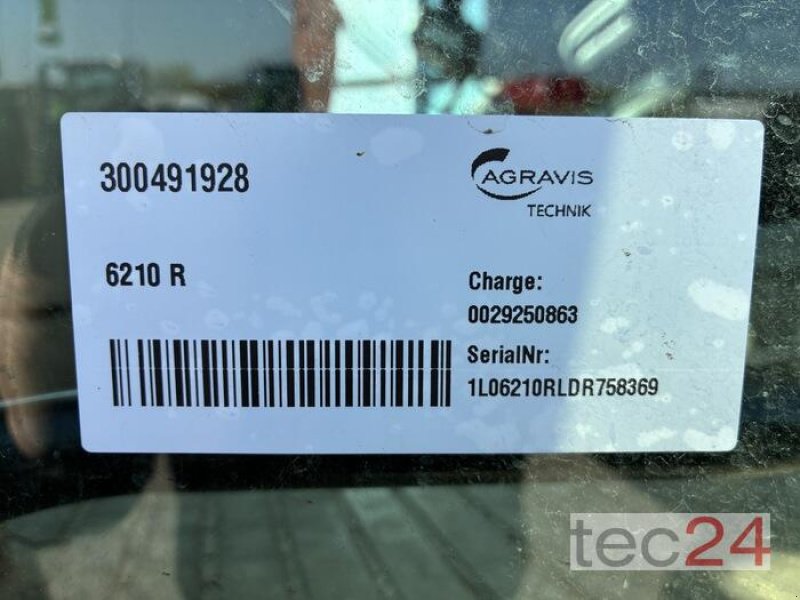 300491928
AGRAVIS
TECHNIK
6210 R
Charge:
0029250863
SerialNr:
1L06210RLDR758369
tec24